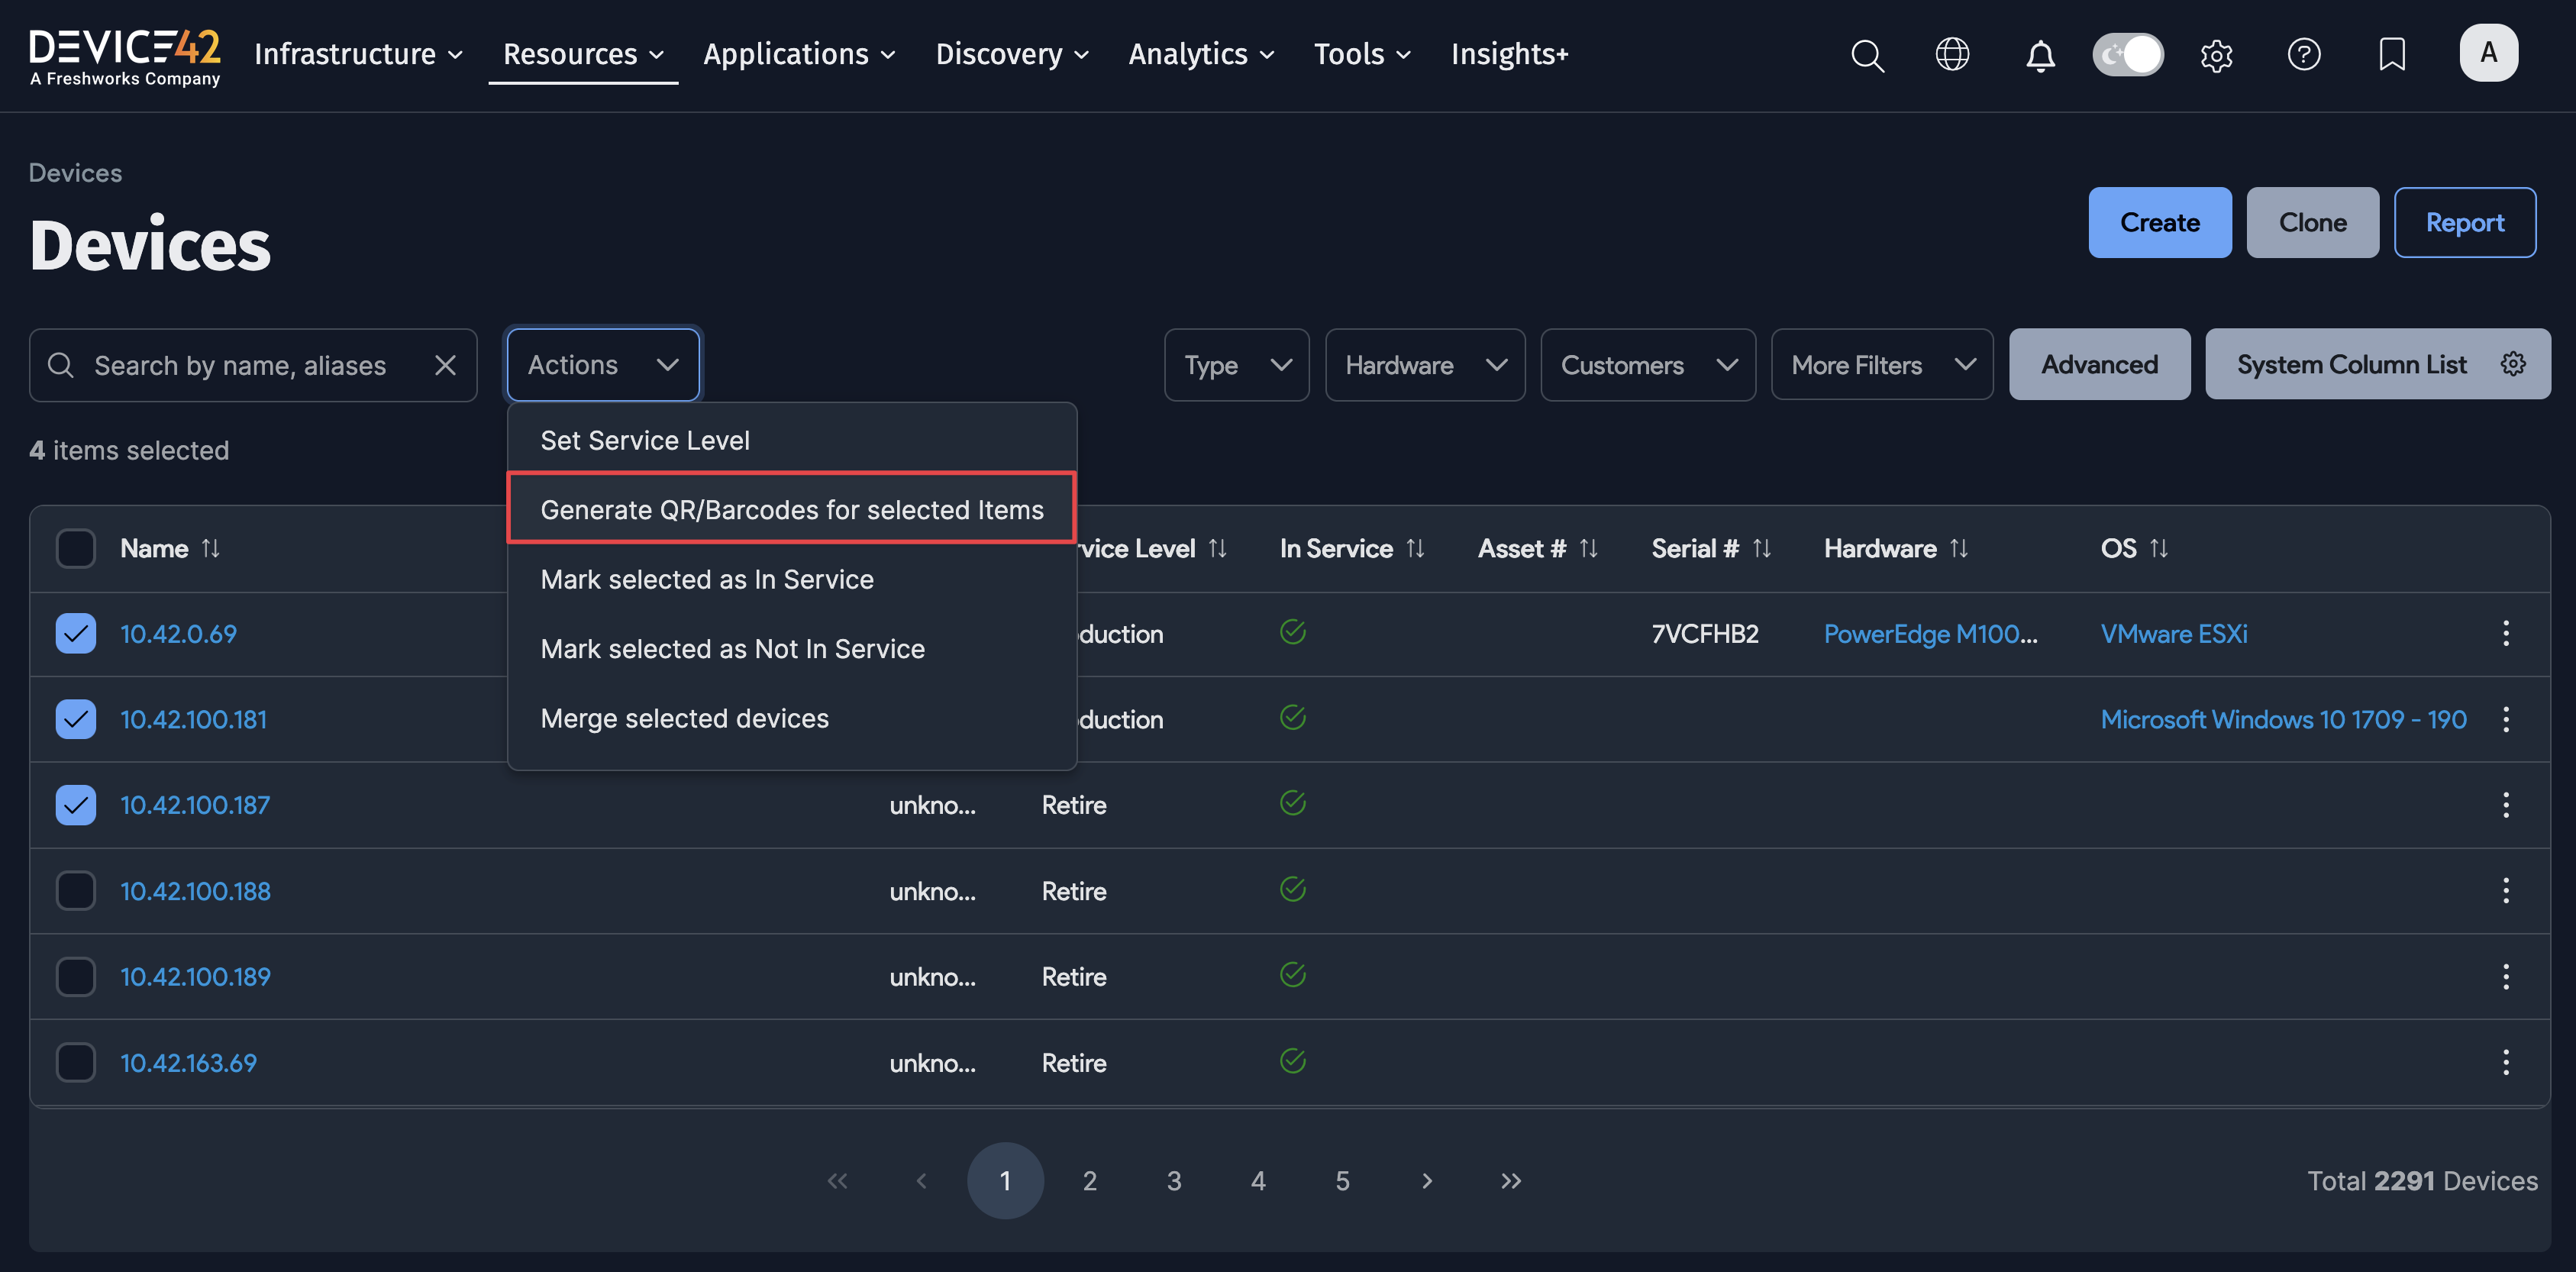 DEVICE42
A Freshworks Company
Infrastructure Resources Applications Discovery Analytics Tools Insights+
A
Devices
Devices
Create Clone Report
Search by name, aliases Actions Type Hardware Customers More Filters Advanced System Column List
4 items selected
Set Service Level
Generate QR/Barcodes for selected Items
Mark selected as In Service
Mark selected as Not In Service
Merge selected devices
Name rvice Level In Service Asset # Serial # Hardware OS
10.42.0.69 oduction 7VCFHB2 PowerEdge M100... VMware ESXi
10.42.100.181 oduction Microsoft Windows 10 1709 - 190
10.42.100.187 unkno... Retire
10.42.100.188 unkno... Retire
10.42.100.189 unkno... Retire
10.42.163.69 unkno... Retire
« ‹ 1 2 3 4 5 › » Total 2291 Devices